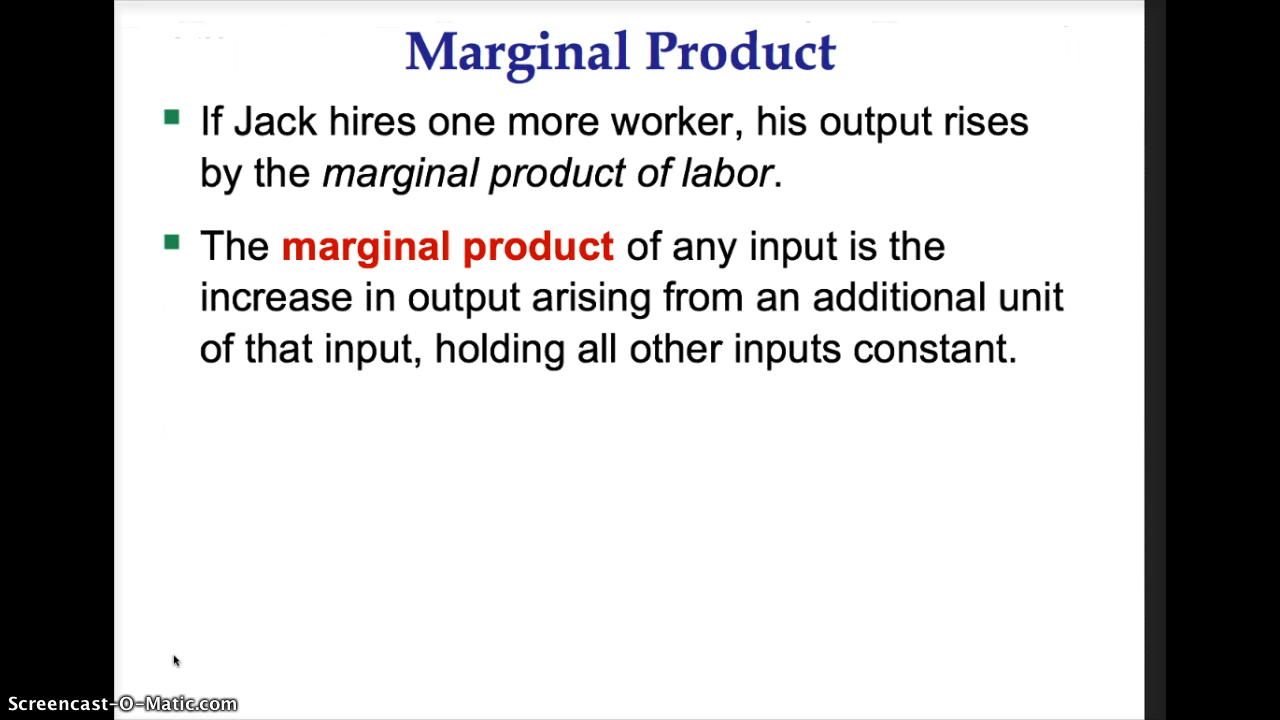 Marginal Product
If Jack hires one more worker, his output rises
by the marginal product of labor.
The marginal product of any input is the
increase in output arising from an additional unit
of that input, holding all other inputs constant.
Screencast-O-Matic.com